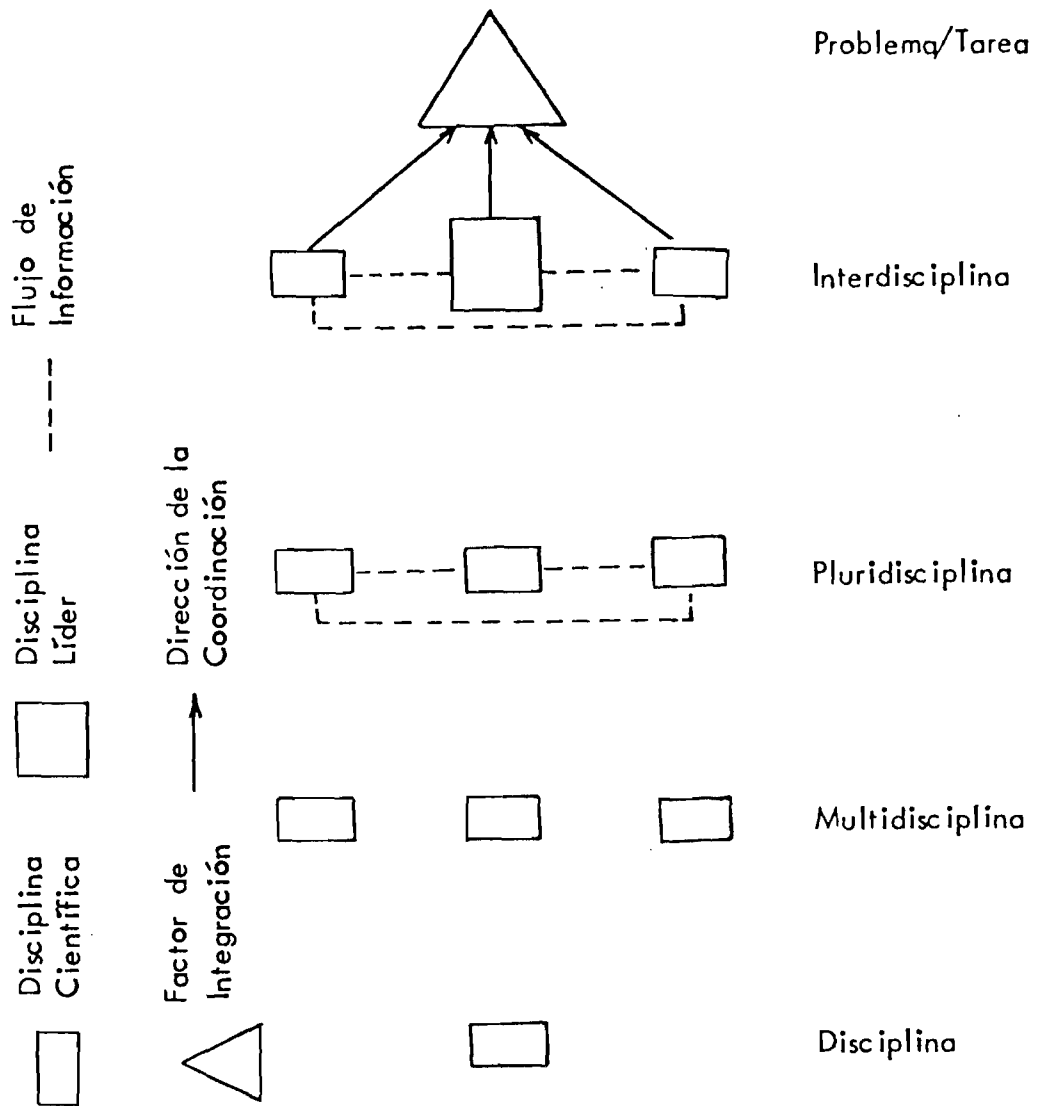 Problema/Tarea
Interdisciplina
Pluridisciplina
Multidisciplina
Disciplina
Disciplina
Científica
Disciplina
Líder
Flujo de
Información
Factor de
Integración
Dirección de la
Coordinación